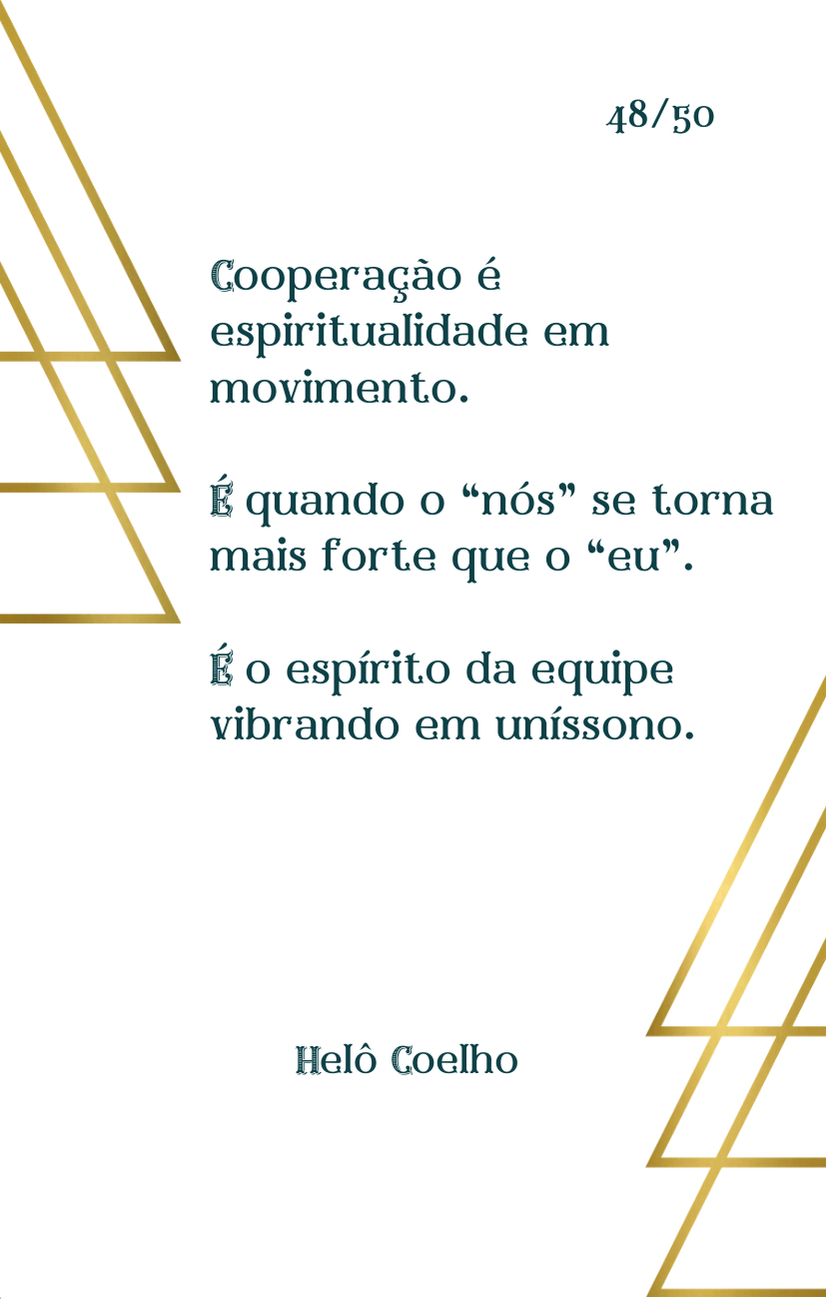 48/50
Cooperação é
espiritualidade em
movimento.
É quando o “nós” se torna
mais forte que o “eu”.
É o espírito da equipe
vibrando em uníssono.
Helô Coelho